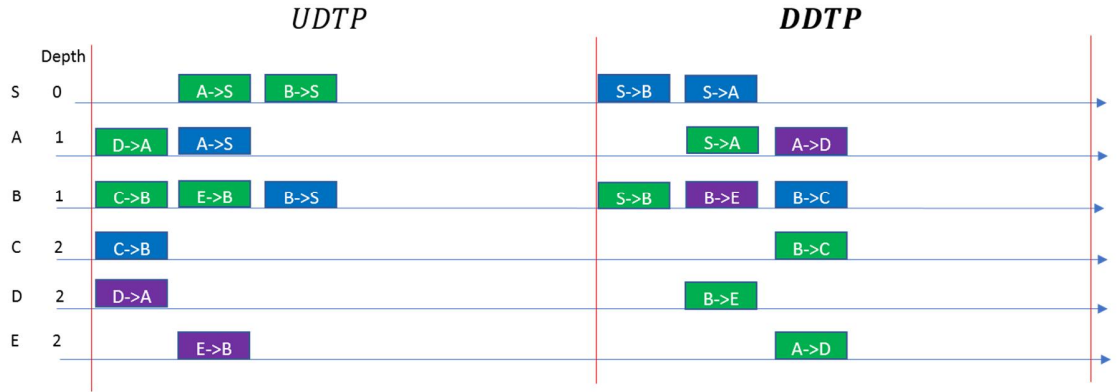 UDTP DDTP
Depth
S 0 A->S B->S S->B S->A
A 1 D->A A->S S->A A->D
B 1 C->B E->B B->S S->B B->E B->C
C 2 C->B B->C
D 2 D->A B->E
E 2 E->B A->D